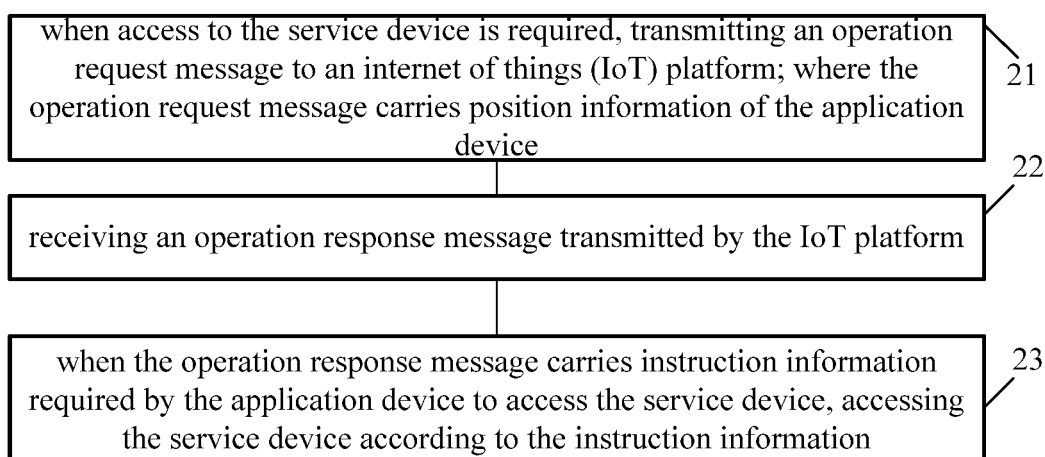 when access to the service device is required, transmitting an operation
request message to an internet of things (IoT) platform; where the
operation request message carries position information of the application
device
21
22
receiving an operation response message transmitted by the IoT platform
when the operation response message carries instruction information
required by the application device to access the service device, accessing
the service device according to the instruction information
23